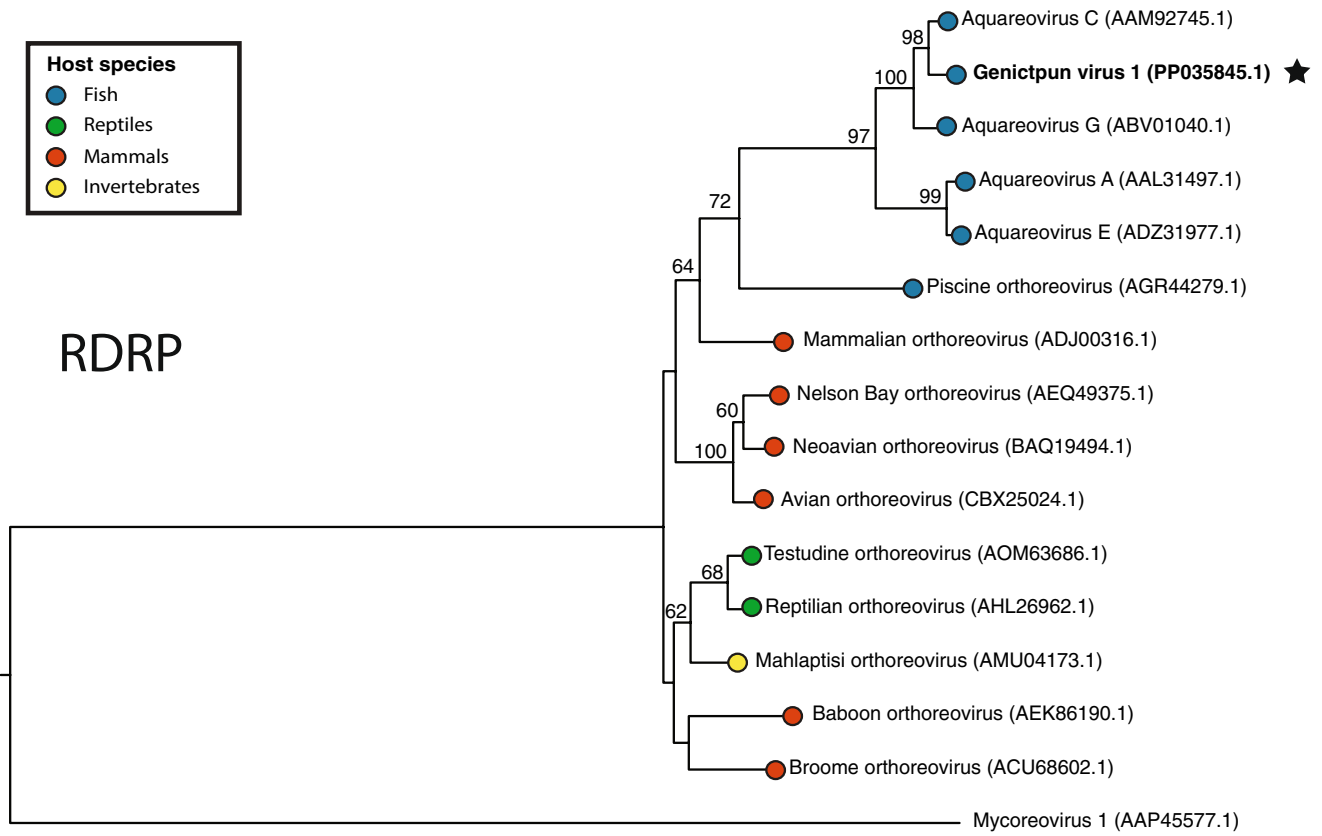 Host species
Fish
Reptiles
Mammals
Invertebrates
RDRP
Aquareovirus C (AAM92745.1)
98
Genictpun virus 1 (PP035845.1)
100
Aquareovirus G (ABV01040.1)
97
Aquareovirus A (AAL31497.1)
99
72
Aquareovirus E (ADZ31977.1)
64
Piscine orthoreovirus (AGR44279.1)
Mammalian orthoreovirus (ADJ00316.1)
Nelson Bay orthoreovirus (AEQ49375.1)
60
Neoavian orthoreovirus (BAQ19494.1)
100
Avian orthoreovirus (CBX25024.1)
Testudine orthoreovirus (AOM63686.1)
68
Reptilian orthoreovirus (AHL26962.1)
62
Mahlaptisi orthoreovirus (AMU04173.1)
Baboon orthoreovirus (AEK86190.1)
Broome orthoreovirus (ACU68602.1)
Mycoreovirus 1 (AAP45577.1)